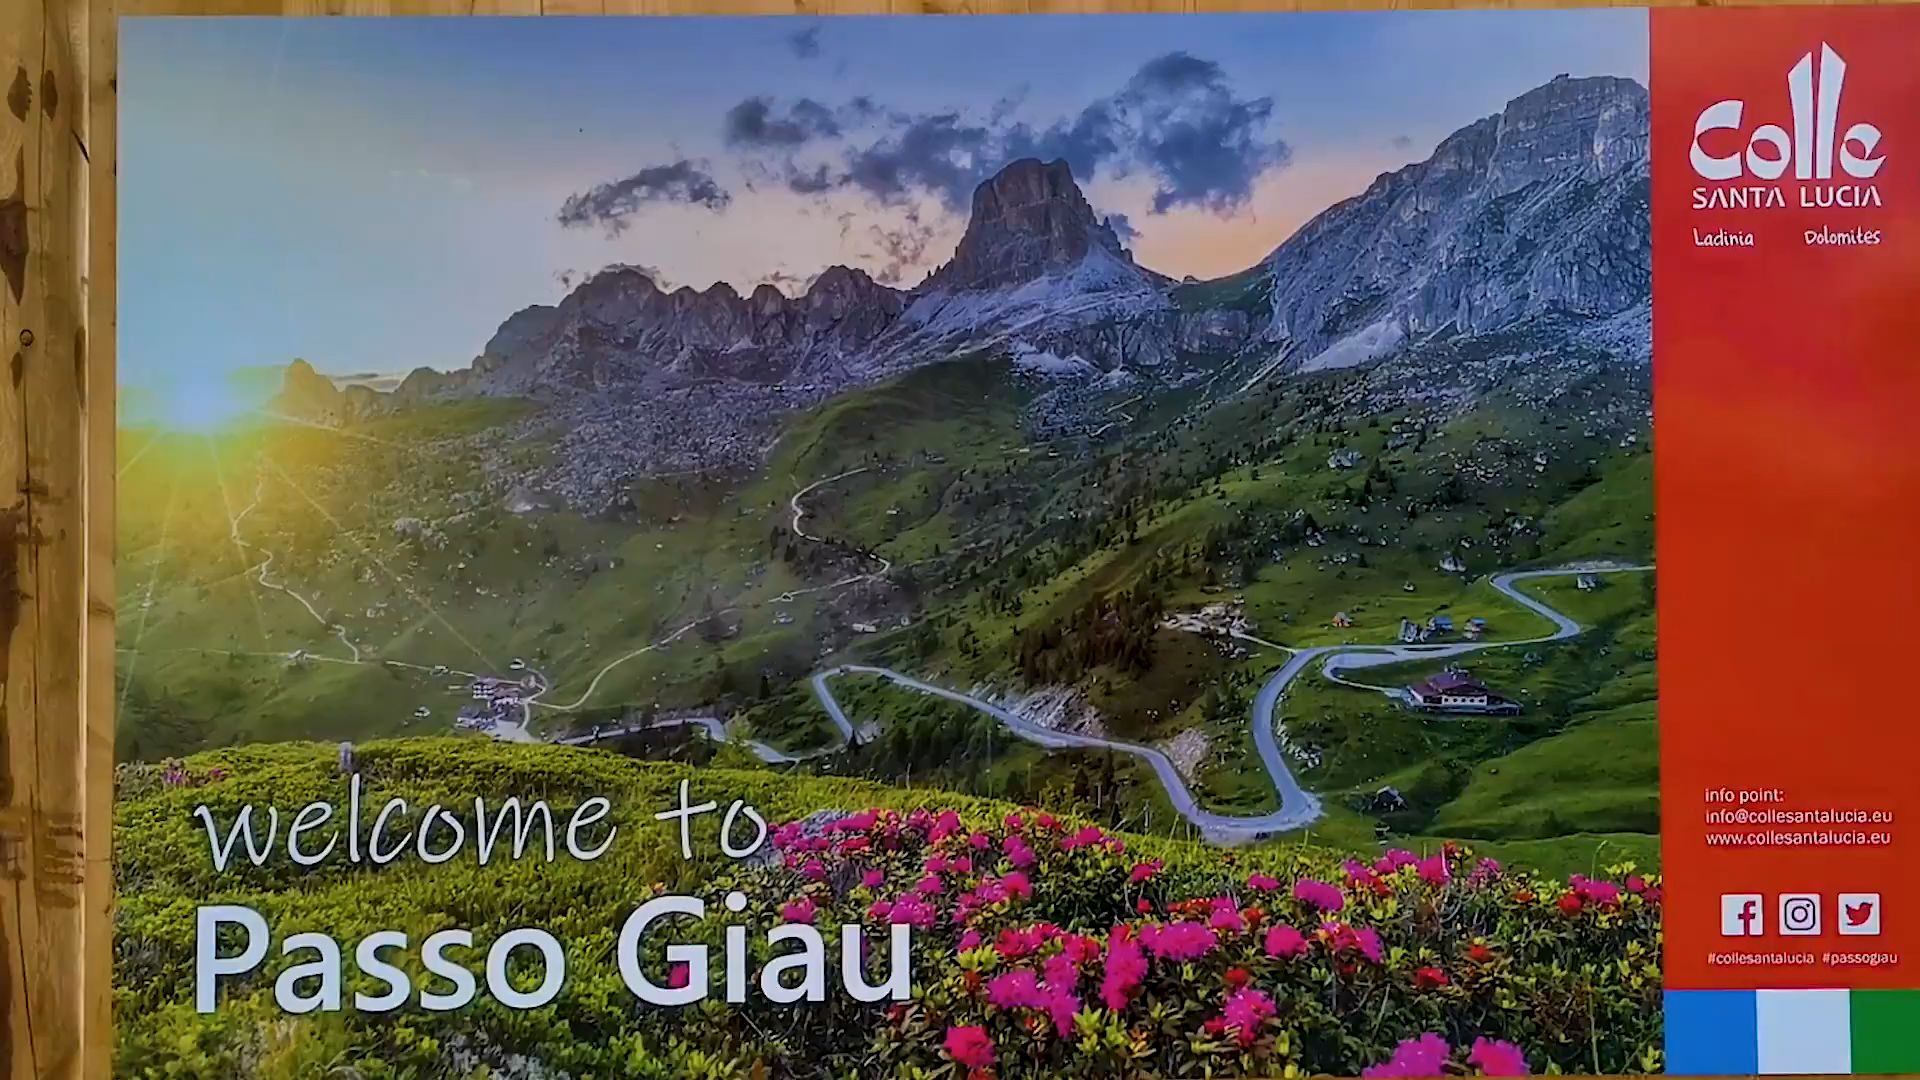 welcome to
Passo Giau
Colle
SANTA LUCIA
Ladinia Dolomites
info point:
info@collesantalucia.eu
www.collesantalucia.eu
#collesantalucia #passogiau